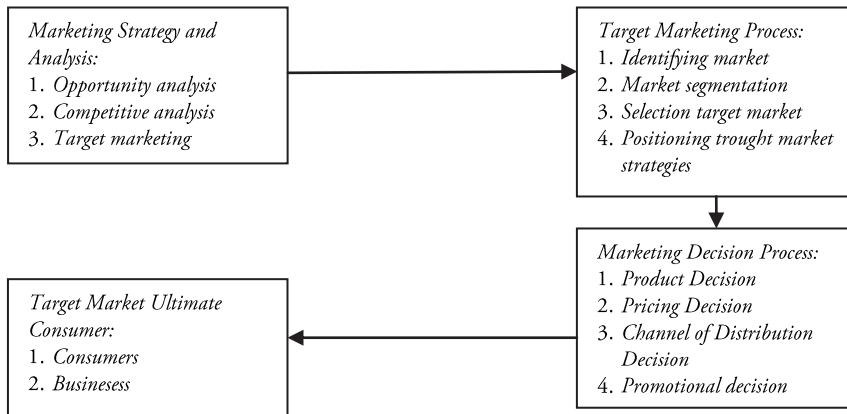 Marketing Strategy and
Analysis:
1. Opportunity analysis
2. Competitive analysis
3. Target marketing
Target Marketing Process:
1. Identifying market
2. Market segmentation
3. Selection target market
4. Positioning trought market
strategies
Marketing Decision Process:
1. Product Decision
2. Pricing Decision
3. Channel of Distribution
Decision
4. Promotional decision
Target Market Ultimate
Consumer:
1. Consumers
2. Businesess